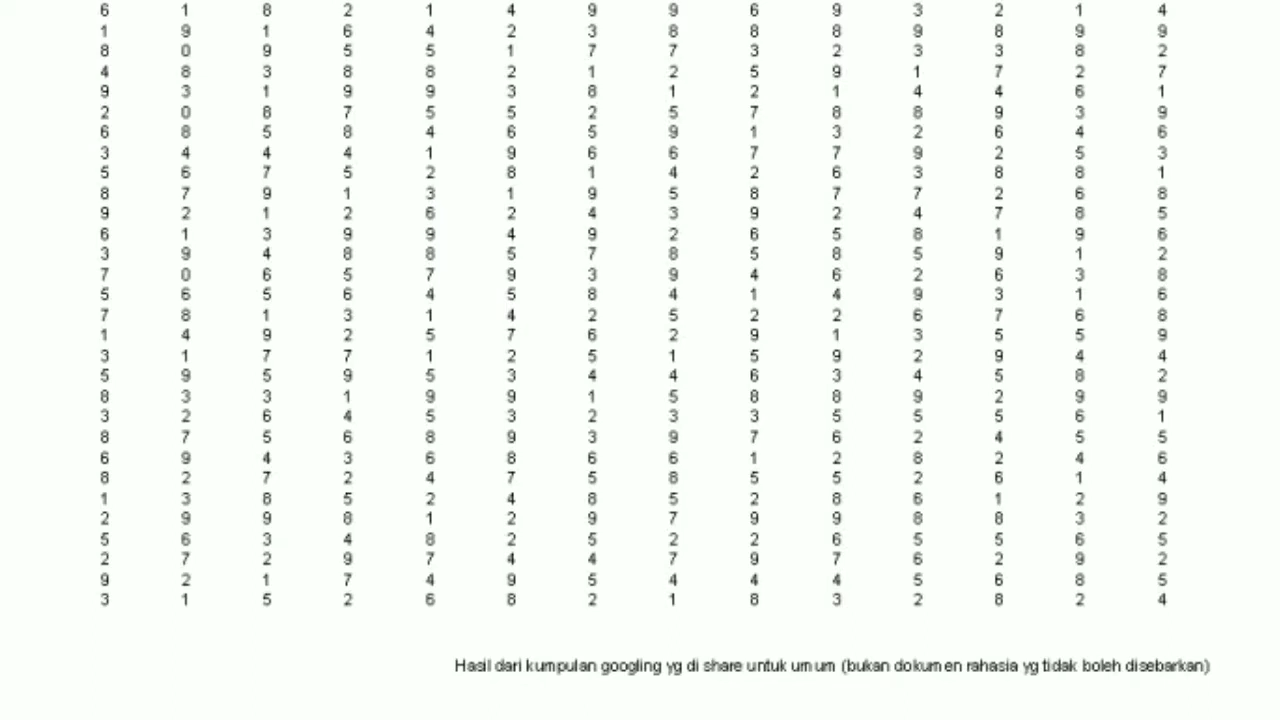 6 1 8 2 1 4 9 9 6 9 3 2 1 4
1 9 1 6 4 2 3 8 8 8 9 8 9 9
8 0 9 5 5 1 7 7 3 2 3 3 8 2
4 8 3 8 8 2 1 2 5 9 1 7 2 7
9 3 1 9 9 3 8 1 2 1 4 4 6 1
2 0 8 7 5 5 2 5 7 8 8 9 3 9
6 8 5 8 4 6 5 9 1 3 2 6 4 6
3 4 4 4 1 9 6 6 7 7 9 2 5 3
5 6 7 5 2 8 1 4 2 6 3 8 8 1
8 7 9 1 3 1 9 5 8 7 7 2 6 8
9 2 1 2 6 2 4 3 9 2 4 7 8 5
6 1 3 9 9 4 9 2 6 5 8 1 9 6
3 9 4 8 8 5 7 8 5 8 5 9 1 2
7 0 6 5 7 9 3 9 4 6 2 6 3 8
5 6 5 6 4 5 8 4 1 4 9 3 1 6
7 8 1 3 1 4 2 5 2 2 6 7 6 8
1 4 9 2 5 7 6 2 9 1 3 5 5 9
3 1 7 7 1 2 5 1 5 9 2 9 4 4
5 9 5 9 5 3 4 4 6 3 4 5 8 2
8 3 3 1 9 9 1 5 8 8 9 2 9 9
3 2 6 4 5 3 2 3 3 5 5 5 6 1
8 7 5 6 8 9 3 9 7 6 2 4 5 5
6 9 4 3 6 8 6 6 1 2 8 2 4 6
8 2 7 2 4 7 5 8 5 5 2 6 1 4
1 3 8 5 2 4 8 5 2 8 6 1 2 9
2 9 9 8 1 2 9 7 9 9 8 8 3 2
5 6 3 4 8 2 5 2 2 6 5 5 6 5
2 7 2 9 7 4 4 7 9 7 6 2 9 2
9 2 1 7 4 9 5 4 4 4 5 6 8 5
3 1 5 2 6 8 2 1 8 3 2 8 2 4
Hasil dari kumpulan googling yg di share untuk umum (bukan dokumen rahasia yg tidak boleh disebarkan)